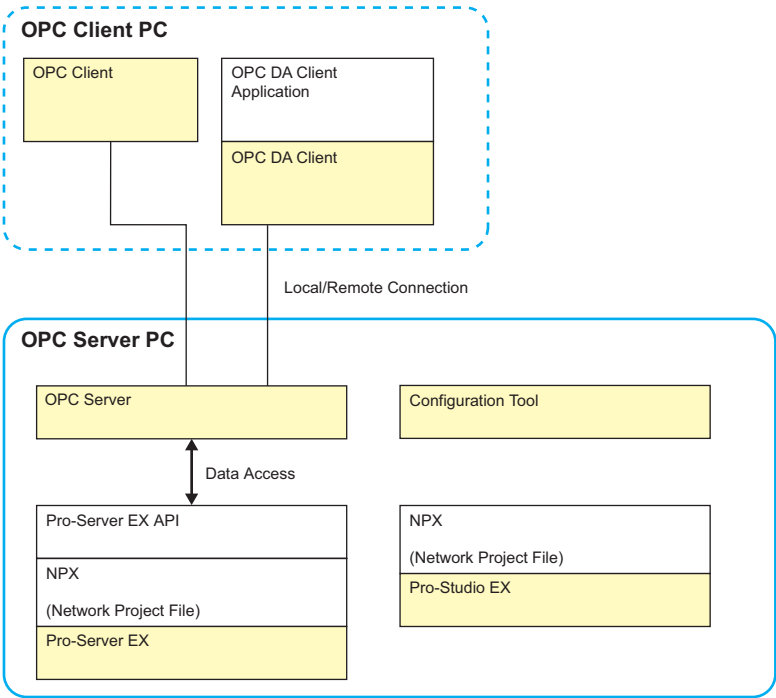 OPC Client PC
OPC Client
OPC DA Client
Application
OPC DA Client
Local/Remote Connection
OPC Server PC
OPC Server
Configuration Tool
Data Access
Pro-Server EX API
NPX
(Network Project File)
Pro-Server EX
NPX
(Network Project File)
Pro-Studio EX